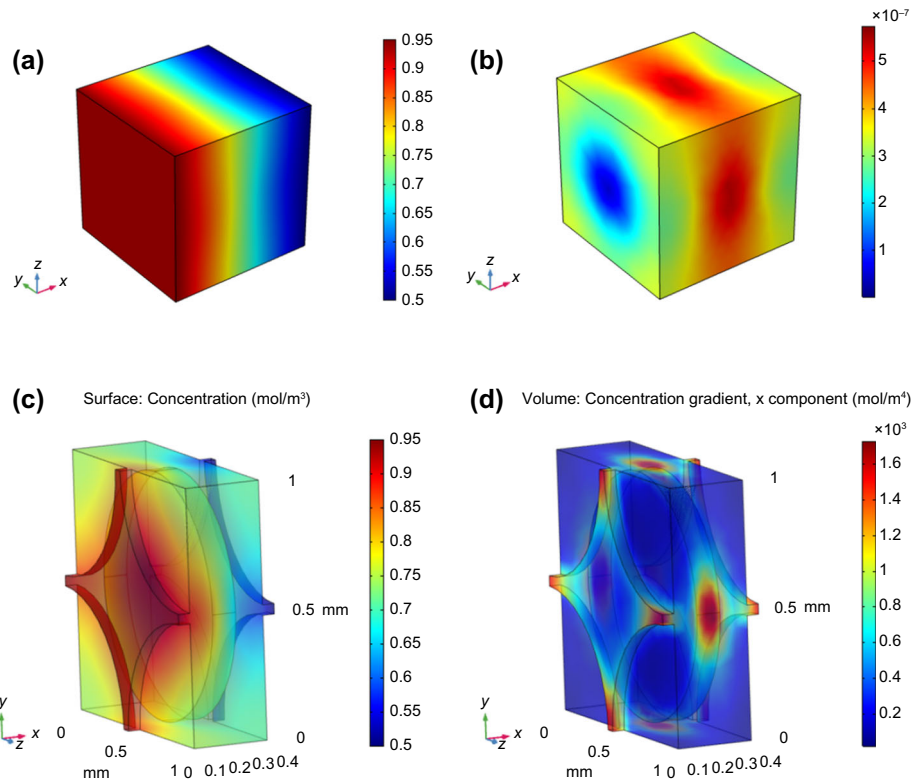 (a)
0.95
0.9
0.85
0.8
0.75
0.7
0.65
0.6
0.55
0.5
z
y
x
(b)
×10⁻⁷
5
4
3
2
1
z
y
x
(c) Surface: Concentration (mol/m³)
0.95
0.9
0.85
0.8
0.75
0.7
0.65
0.6
0.55
0.5
1
0.5 mm
0
y
x
z
0
0.5
mm
1 0 0.1 0.2 0.3 0.4
(d) Volume: Concentration gradient, x component (mol/m⁴)
×10³
1.6
1.4
1.2
1.0
0.8
0.6
0.4
0.2
1
0.5 mm
0
y
x
z
0
0.5
mm
1 0 0.1 0.2 0.3 0.4